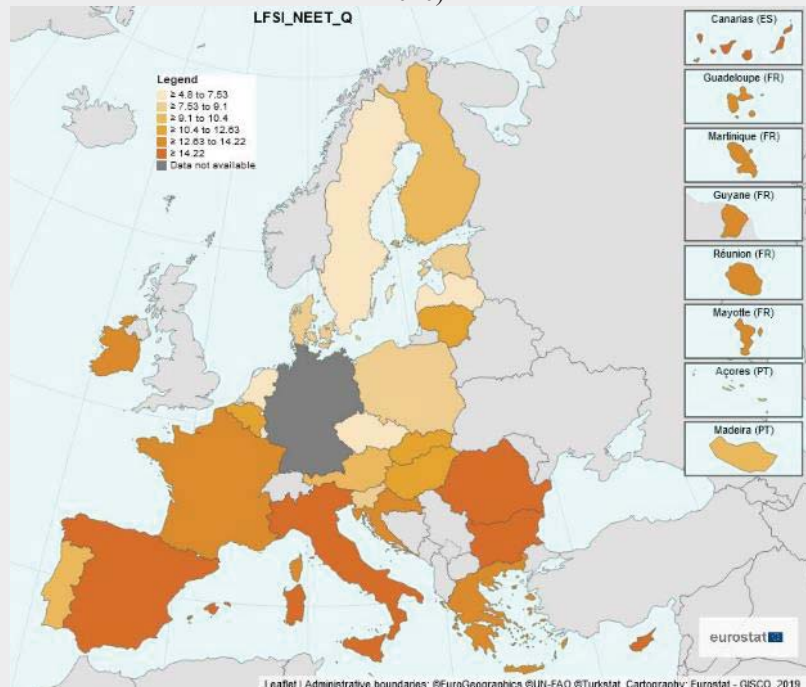 LFSI_NEET_Q
Legend
≥ 4.8 to 7.53
≥ 7.53 to 9.1
≥ 9.1 to 10.4
≥ 10.4 to 12.63
≥ 12.63 to 14.22
≥ 14.22
Data not available
Canarias (ES)
Guadeloupe (FR)
Martinique (FR)
Guyane (FR)
Réunion (FR)
Mayotte (FR)
Açores (PT)
Madeira (PT)
eurostat
Leaflet | Administrative boundaries: ©EuroGeographics ©UN-FAO ©Turkstat, Cartography: Eurostat - GISCO, 2019